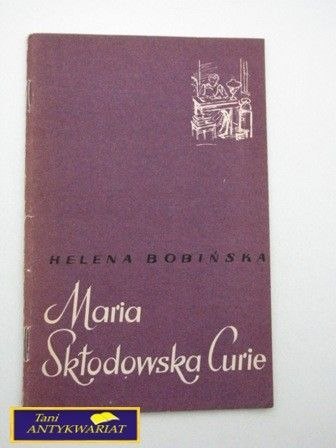 HELENA BOBIŃSKA
Maria
Skłodowska Curie
Tani
ANTYKWARIAT